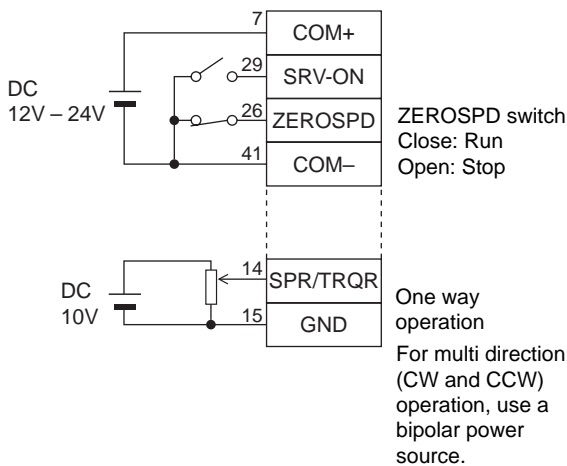 7 COM+
29 SRV-ON
DC
12V – 24V
26 ZEROSPD
ZEROSPD switch
Close: Run
Open: Stop
41 COM–
DC
10V
14 SPR/TRQR
15 GND
One way
operation
For multi direction
(CW and CCW)
operation, use a
bipolar power
source.